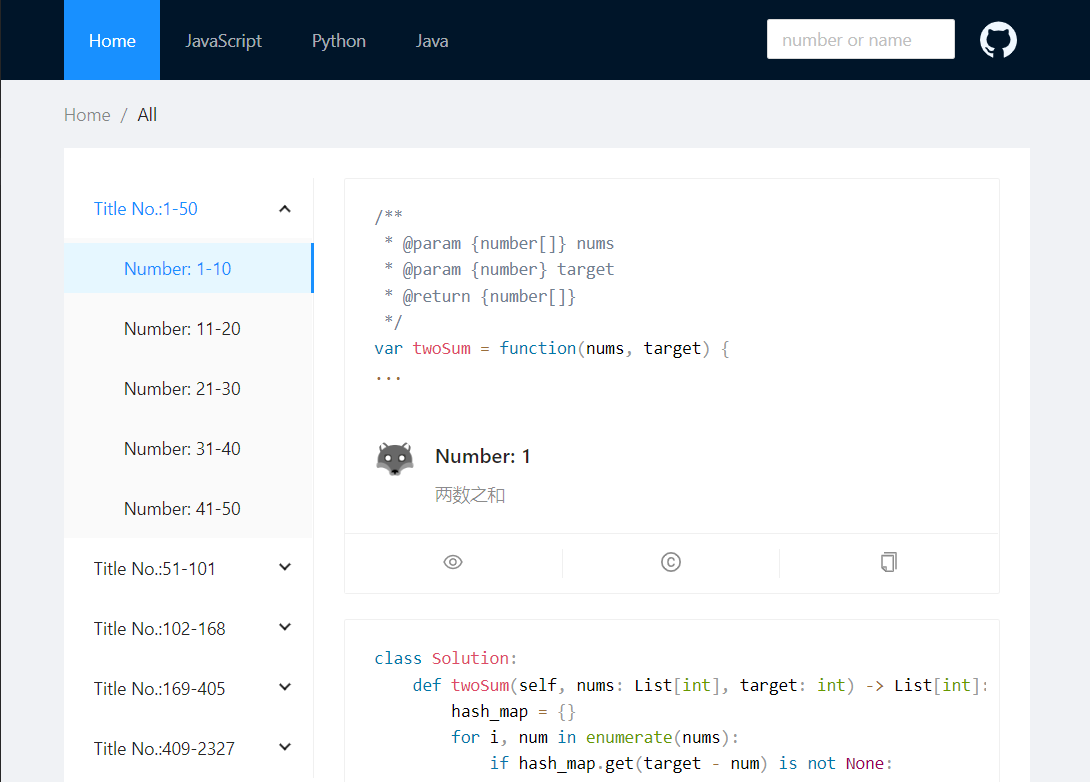 Home JavaScript Python Java number or name
Home / All
Title No.:1-50
Number: 1-10
Number: 11-20
Number: 21-30
Number: 31-40
Number: 41-50
Title No.:51-101
Title No.:102-168
Title No.:169-405
Title No.:409-2327
/**
 * @param {number[]} nums
 * @param {number} target
 * @return {number[]}
 */
var twoSum = function(nums, target) {
...
Number: 1
两数之和
class Solution:
    def twoSum(self, nums: List[int], target: int) -> List[int]:
        hash_map = {}
        for i, num in enumerate(nums):
            if hash_map.get(target - num) is not None: